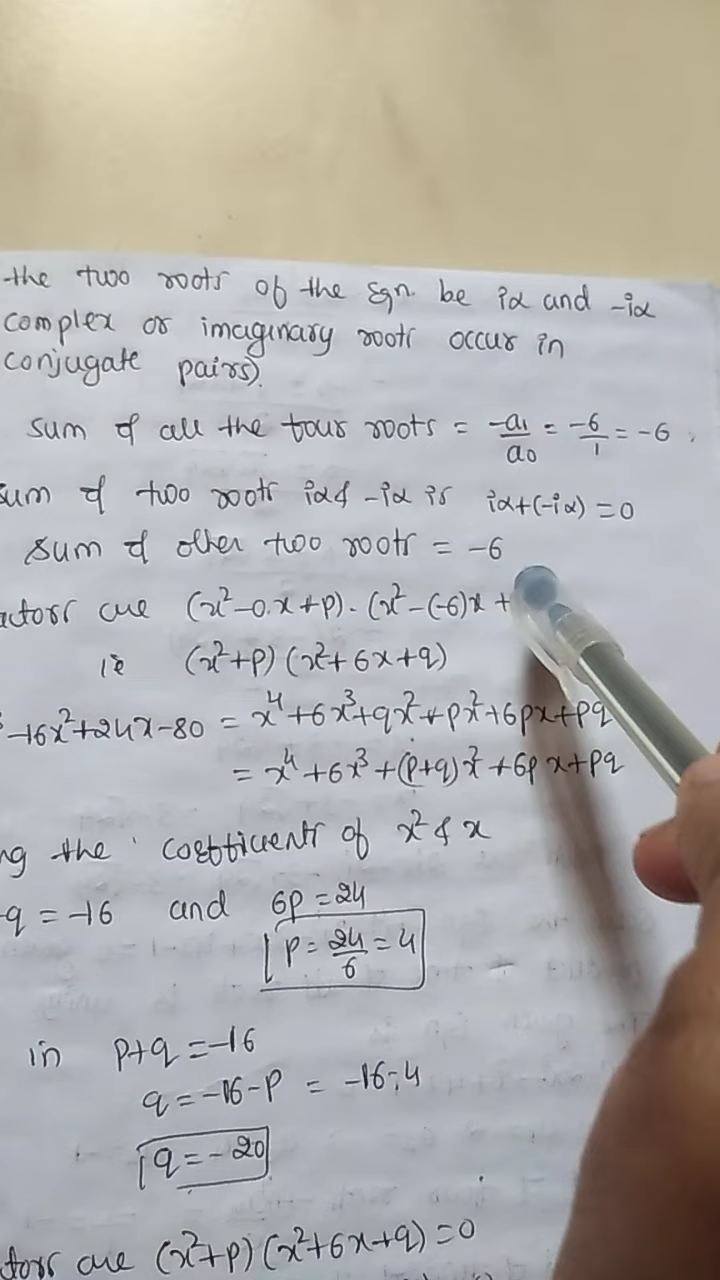 the two roots of the Eqn. be iα and -iα
complex or imaginary roots occur in
conjugate pairs).
sum of all the four roots = -a₁/a₀ = -6/1 = -6,
sum of two roots iα & -iα is iα+(-iα) = 0
sum of other two roots = -6
actors are (x²-0.x+p).(x²-(-6)x+
ie (x²+p)(x²+6x+q)
-16x²+24x-80 = x⁴+6x³+qx²+px²+6px+pq
= x⁴+6x³+(p+q)x²+6px+pq
ng the coefficients of x² & x
q = -16 and 6p = 24
p = 24/6 = 4
in p+q = -16
q = -16-p = -16-4
q = -20
tors are (x²+p)(x²+6x+q) = 0